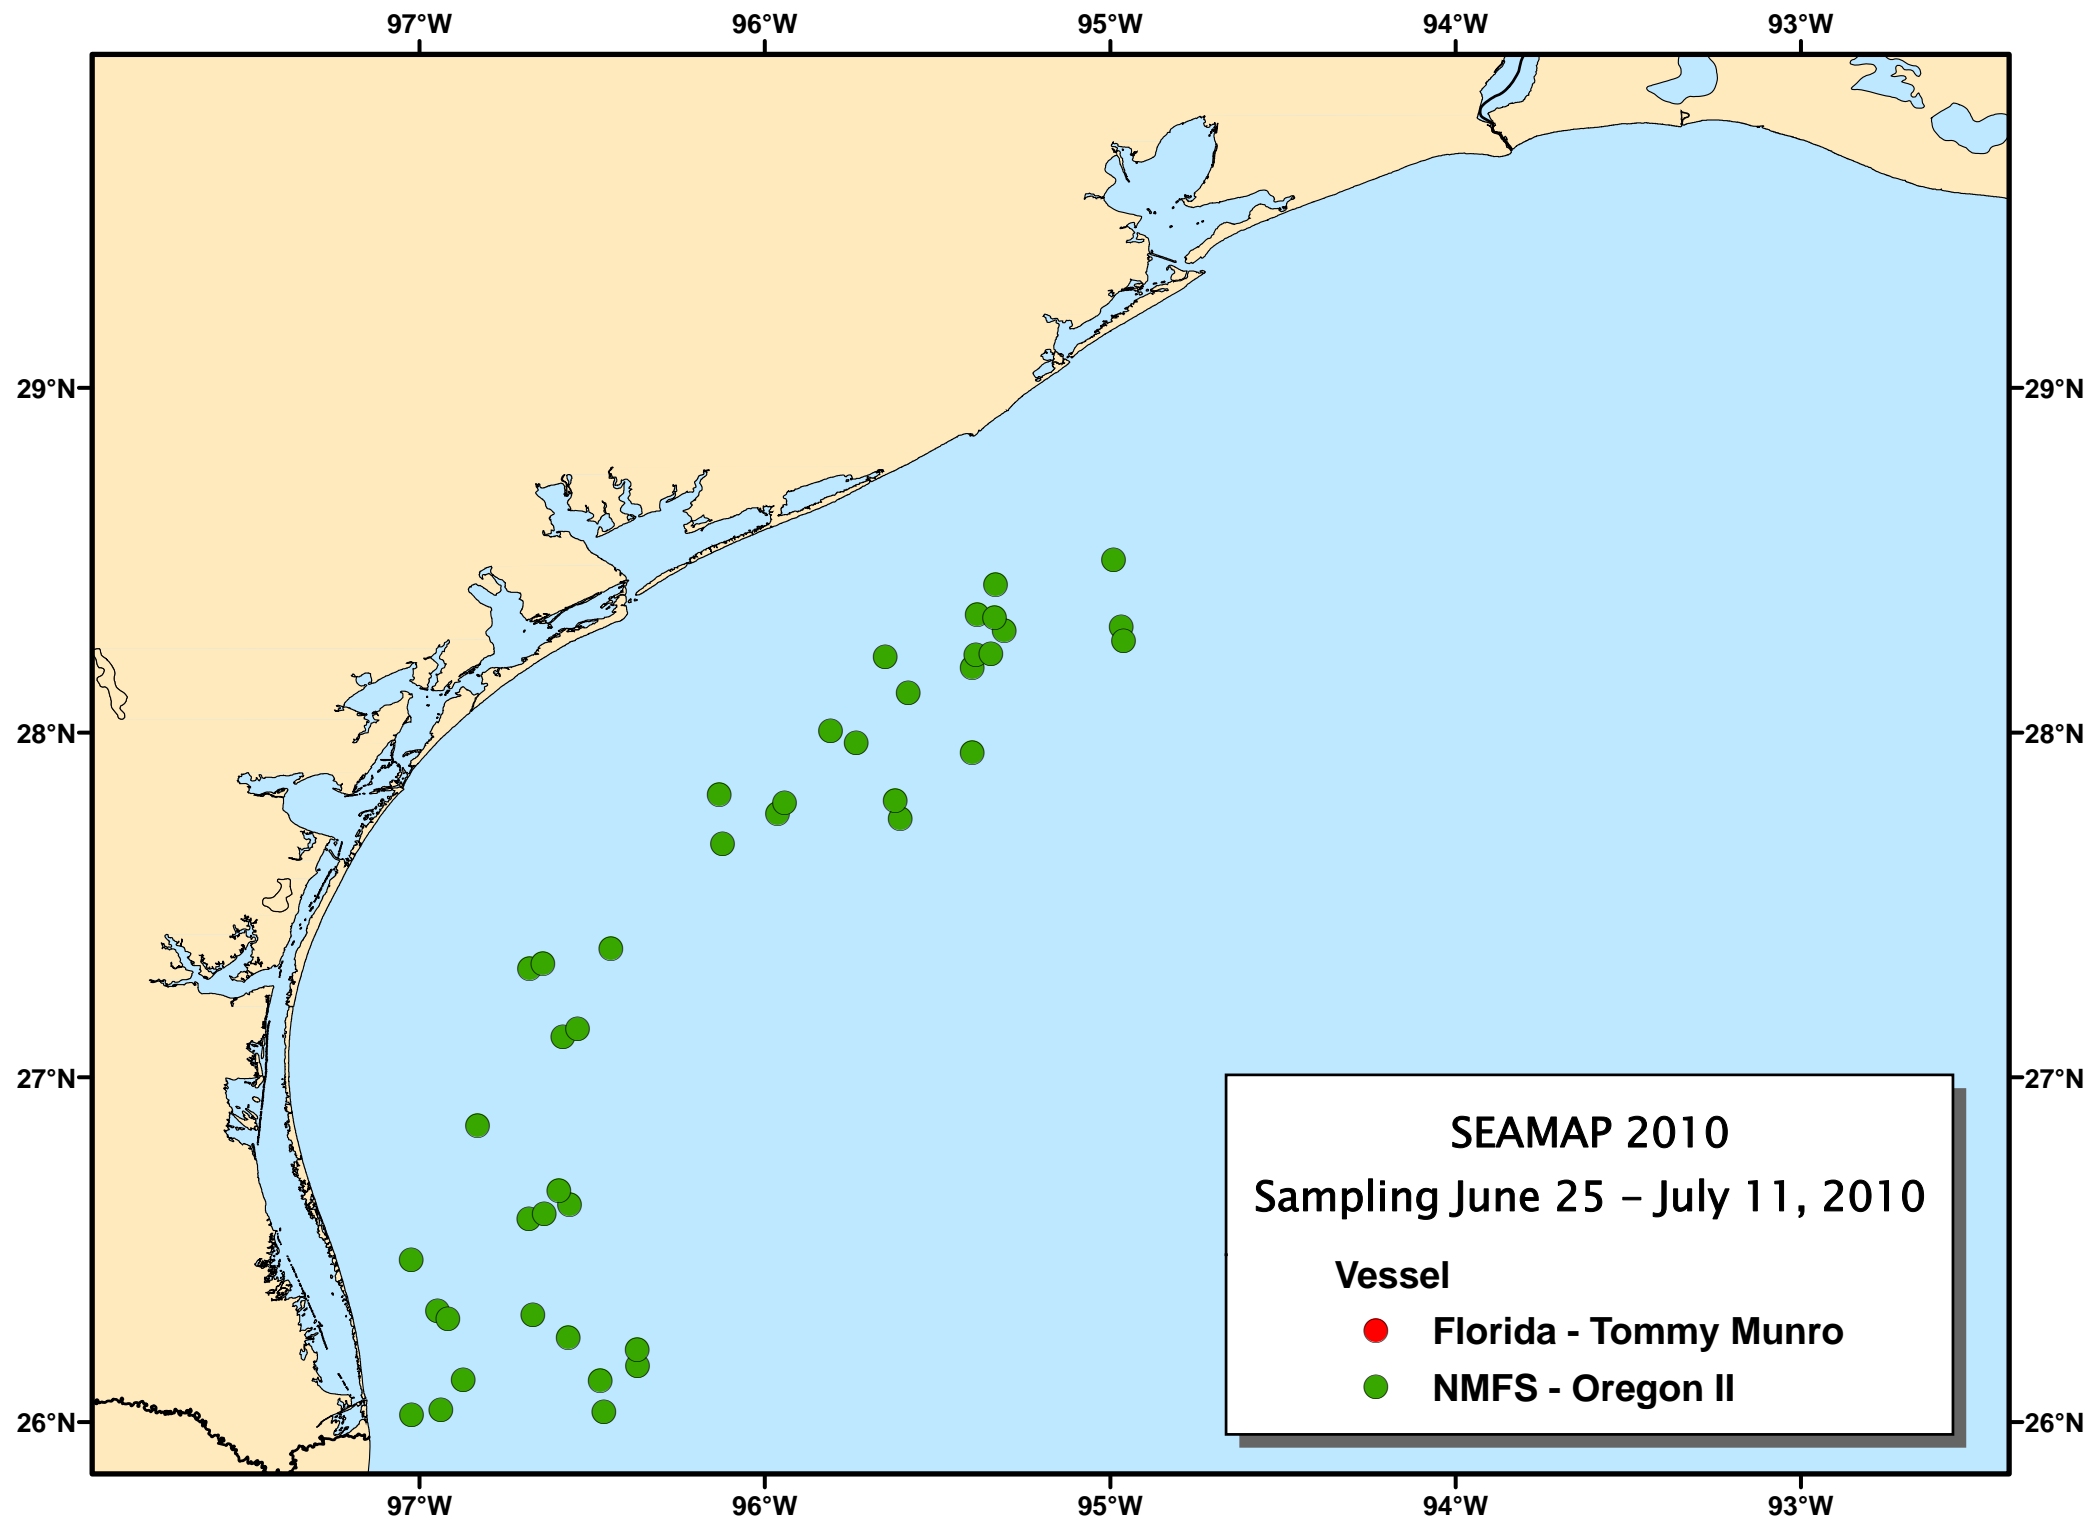 97°W 96°W 95°W 94°W 93°W
29°N 29°N
28°N 28°N
27°N 27°N
SEAMAP 2010
Sampling June 25 - July 11, 2010
Vessel
Florida - Tommy Munro
NMFS - Oregon II
26°N 26°N
97°W 96°W 95°W 94°W 93°W